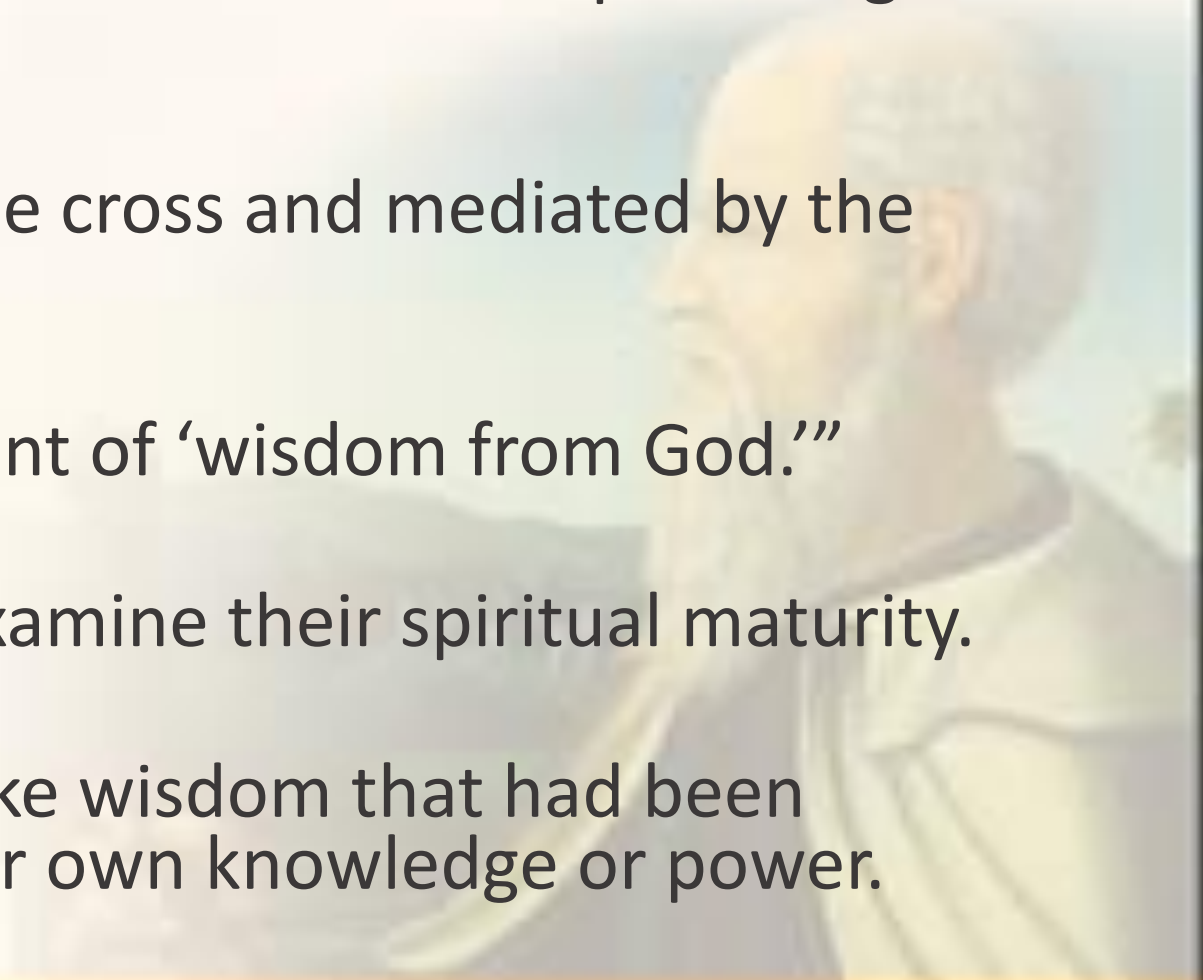 e cross and mediated by the
nt of ‘wisdom from God.’”
xamine their spiritual maturity.
ke wisdom that had been
r own knowledge or power.